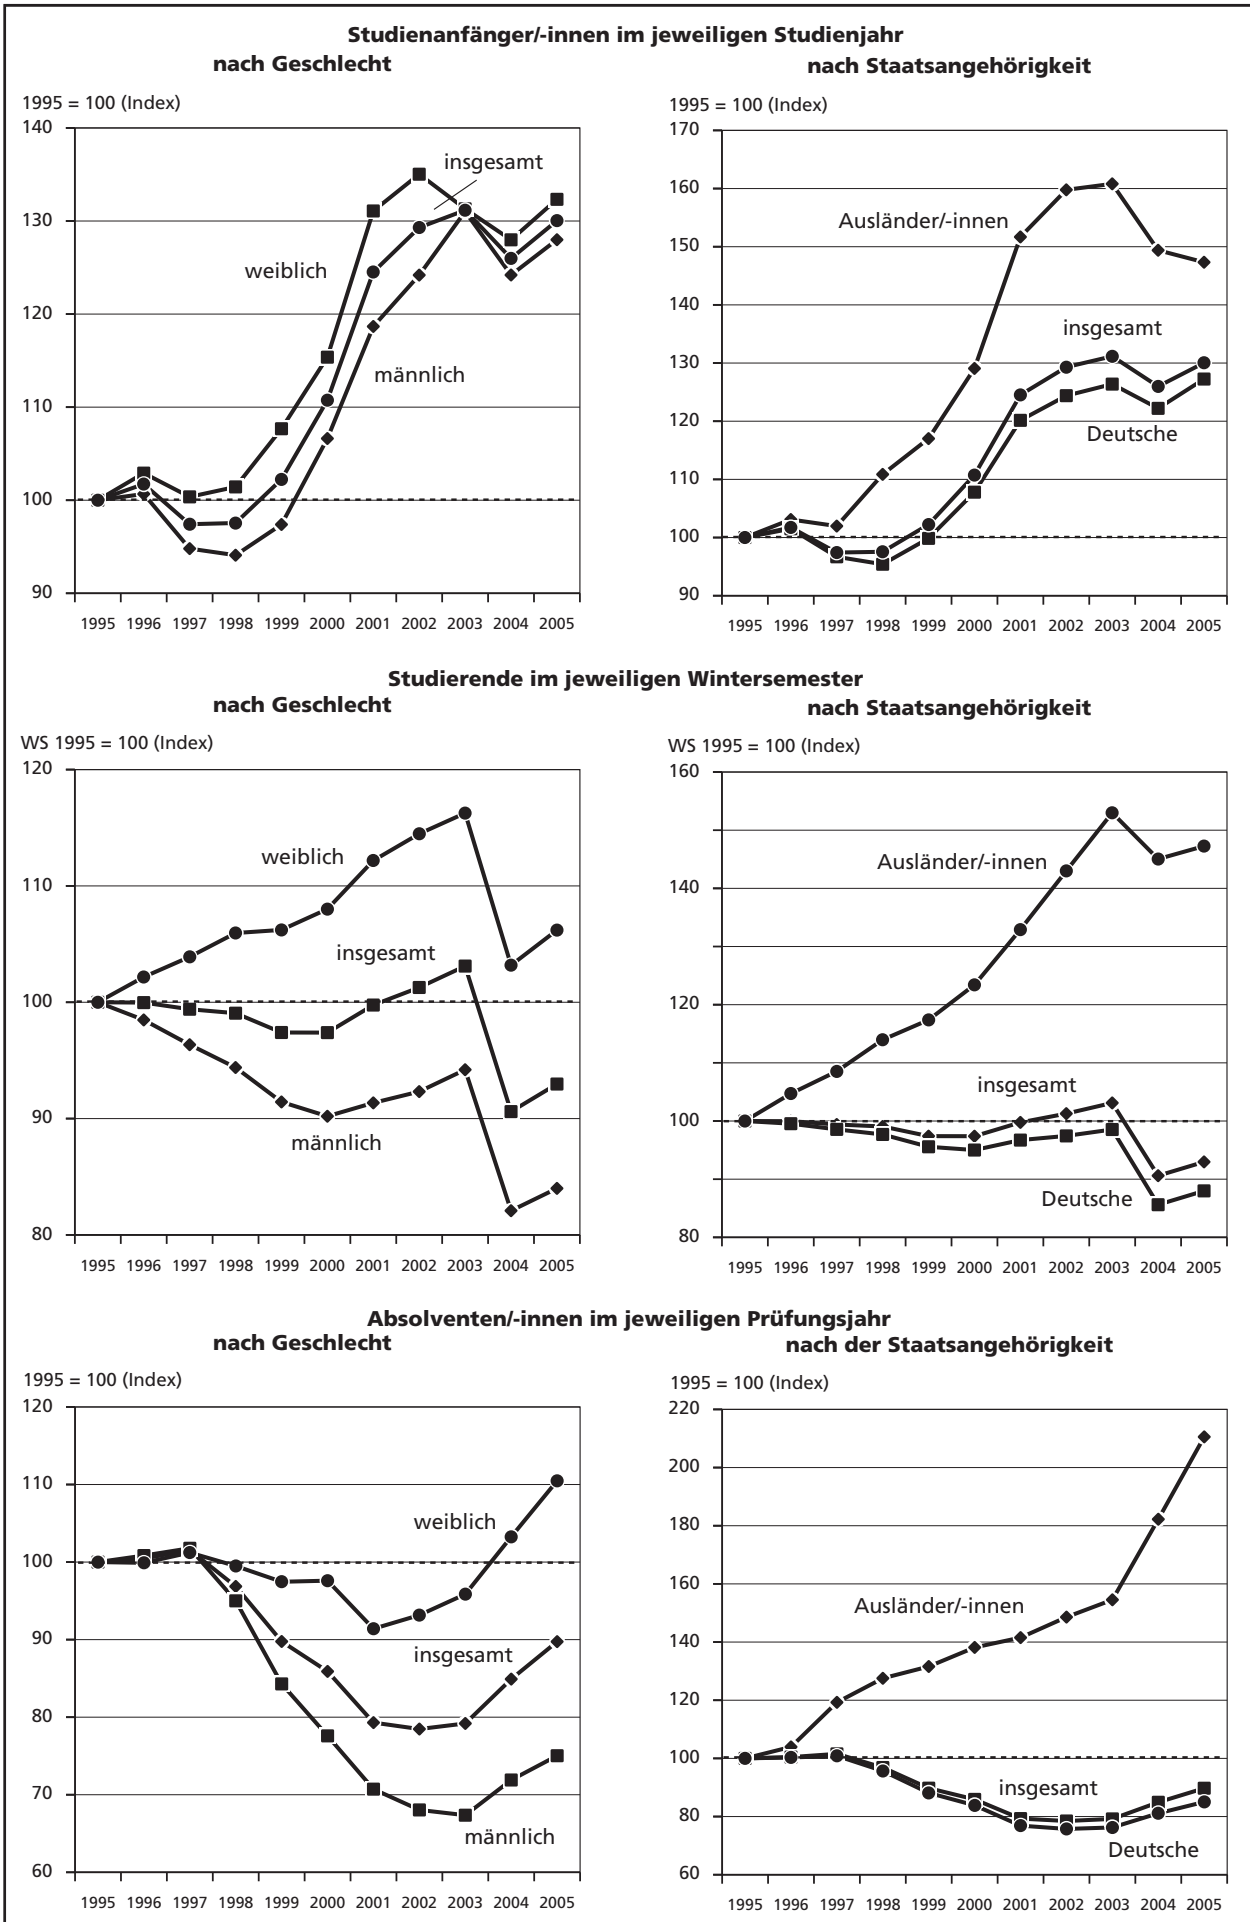 Studienanfänger/-innen im jeweiligen Studienjahr
nach Geschlecht
nach Staatsangehörigkeit
1995 = 100 (Index)
140
130
120
110
100
90
insgesamt
weiblich
männlich
1995 1996 1997 1998 1999 2000 2001 2002 2003 2004 2005
1995 = 100 (Index)
170
160
150
140
130
120
110
100
90
Ausländer/-innen
insgesamt
Deutsche
1995 1996 1997 1998 1999 2000 2001 2002 2003 2004 2005
Studierende im jeweiligen Wintersemester
nach Geschlecht
nach Staatsangehörigkeit
WS 1995 = 100 (Index)
120
110
100
90
80
weiblich
insgesamt
männlich
1995 1996 1997 1998 1999 2000 2001 2002 2003 2004 2005
WS 1995 = 100 (Index)
160
140
120
100
80
Ausländer/-innen
insgesamt
Deutsche
1995 1996 1997 1998 1999 2000 2001 2002 2003 2004 2005
Absolventen/-innen im jeweiligen Prüfungsjahr
nach Geschlecht
nach der Staatsangehörigkeit
1995 = 100 (Index)
120
110
100
90
80
70
60
weiblich
insgesamt
männlich
1995 1996 1997 1998 1999 2000 2001 2002 2003 2004 2005
1995 = 100 (Index)
220
200
180
160
140
120
100
80
60
Ausländer/-innen
insgesamt
Deutsche
1995 1996 1997 1998 1999 2000 2001 2002 2003 2004 2005